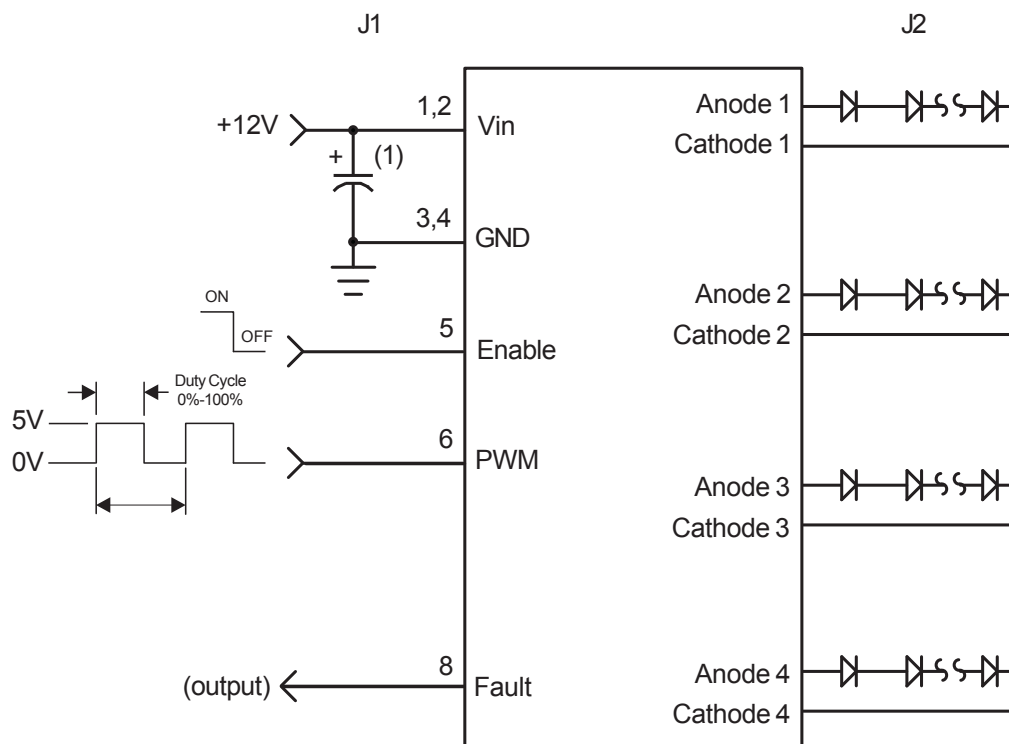 J1
J2
+12V
1,2
Vin
+
(1)
3,4
GND
ON
OFF
5
Enable
Duty Cycle
0%-100%
5V
0V
6
PWM
(output)
8
Fault
Anode 1
Cathode 1
Anode 2
Cathode 2
Anode 3
Cathode 3
Anode 4
Cathode 4